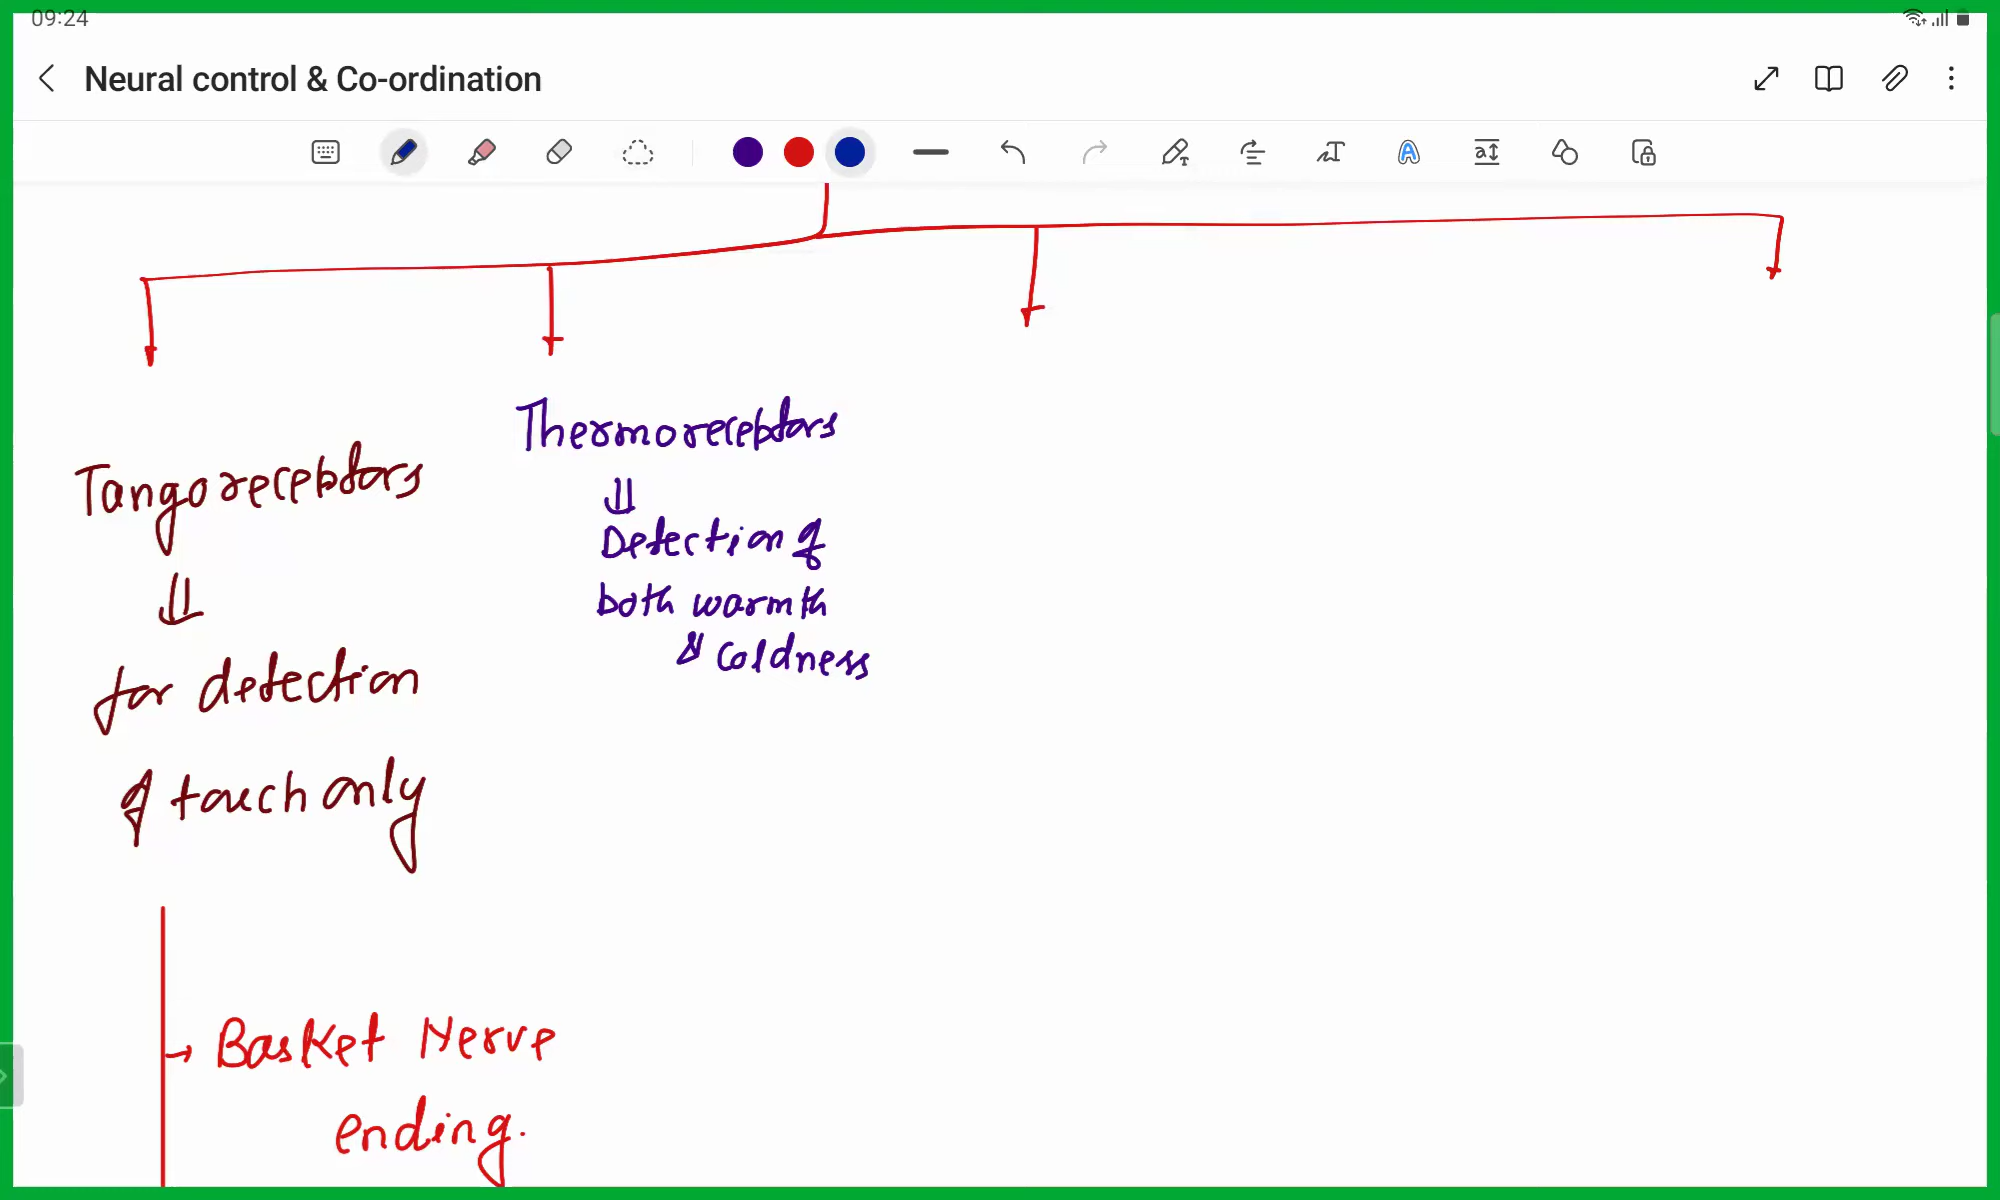 09:24
Neural control & Co-ordination
Tangoreceptors
for detection
of touch only
Basket Nerve
ending.
Thermoreceptors
Detection of
both warmth
& Coldness